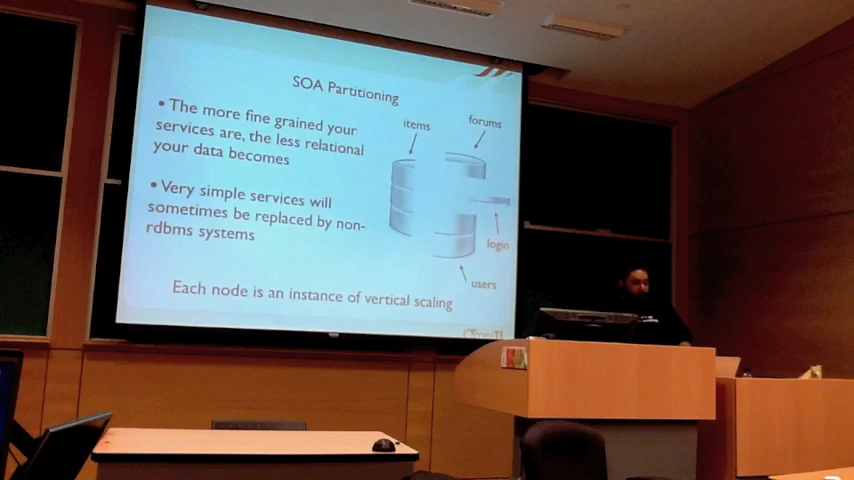 SOA Partitioning
• The more fine grained your
services are, the less relational
your data becomes
• Very simple services will
sometimes be replaced by non-
rdbms systems
items
forums
login
users
Each node is an instance of vertical scaling